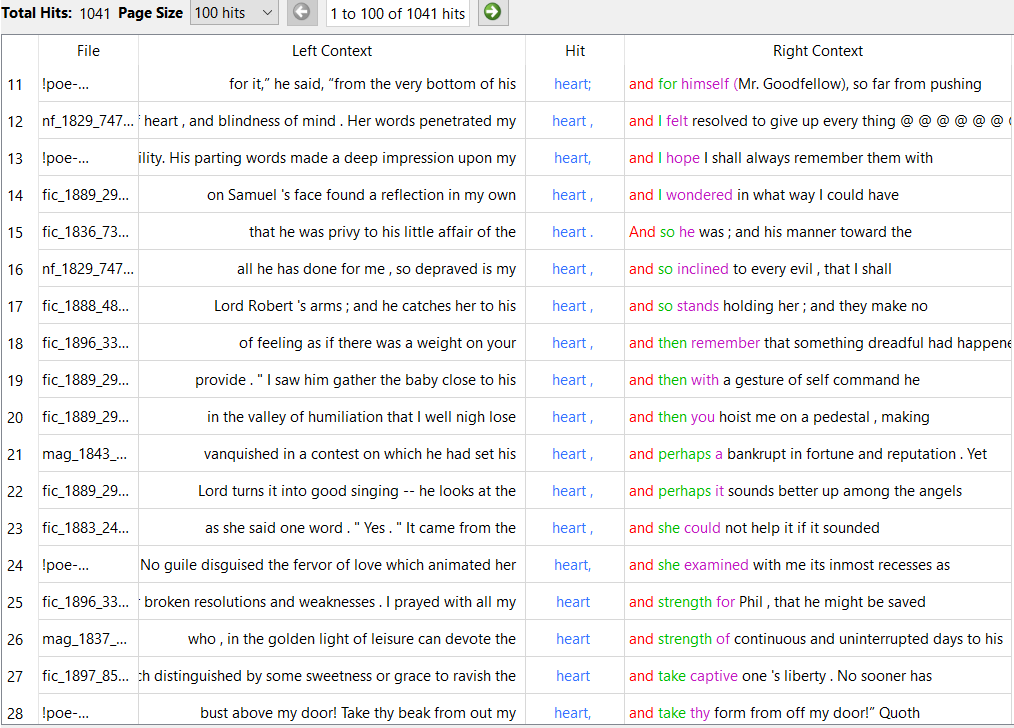 Total Hits: 1041 Page Size 100 hits 1 to 100 of 1041 hits
File Left Context Hit Right Context
11 !poe-... for it,” he said, “from the very bottom of his heart; and for himself (Mr. Goodfellow), so far from pushing
12 nf_1829_747... heart , and blindness of mind . Her words penetrated my heart , and I felt resolved to give up every thing @ @ @ @ @ @
13 !poe-... ility. His parting words made a deep impression upon my heart, and I hope I shall always remember them with
14 fic_1889_29... on Samuel 's face found a reflection in my own heart , and I wondered in what way I could have
15 fic_1836_73... that he was privy to his little affair of the heart . And so he was ; and his manner toward the
16 nf_1829_747... all he has done for me , so depraved is my heart , and so inclined to every evil , that I shall
17 fic_1888_48... Lord Robert 's arms ; and he catches her to his heart , and so stands holding her ; and they make no
18 fic_1896_33... of feeling as if there was a weight on your heart , and then remember that something dreadful had happene
19 fic_1889_29... provide . " I saw him gather the baby close to his heart , and then with a gesture of self command he
20 fic_1889_29... in the valley of humiliation that I well nigh lose heart , and then you hoist me on a pedestal , making
21 mag_1843_... vanquished in a contest on which he had set his heart , and perhaps a bankrupt in fortune and reputation . Yet
22 fic_1889_29... Lord turns it into good singing -- he looks at the heart , and perhaps it sounds better up among the angels
23 fic_1883_24... as she said one word . " Yes . " It came from the heart , and she could not help it if it sounded
24 !poe-... No guile disguised the fervor of love which animated her heart, and she examined with me its inmost recesses as
25 fic_1896_33... broken resolutions and weaknesses . I prayed with all my heart and strength for Phil , that he might be saved
26 mag_1837_... who , in the golden light of leisure can devote the heart and strength of continuous and uninterrupted days to his
27 fic_1897_85... ch distinguished by some sweetness or grace to ravish the heart and take captive one 's liberty . No sooner has
28 !poe-... bust above my door! Take thy beak from out my heart, and take thy form from off my door!” Quoth